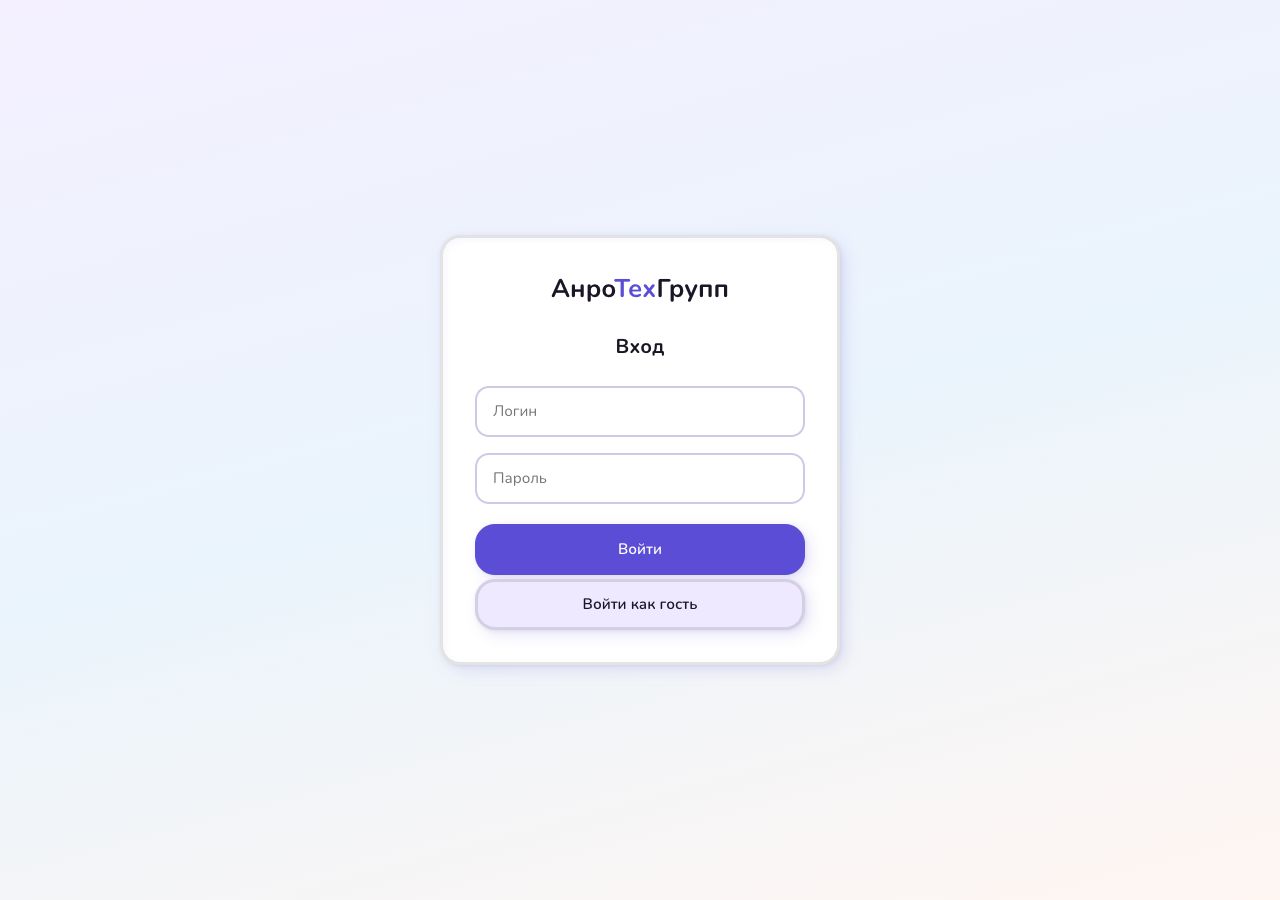 АнроТехГрупп
Вход
Логин
Пароль
Войти
Войти как гость